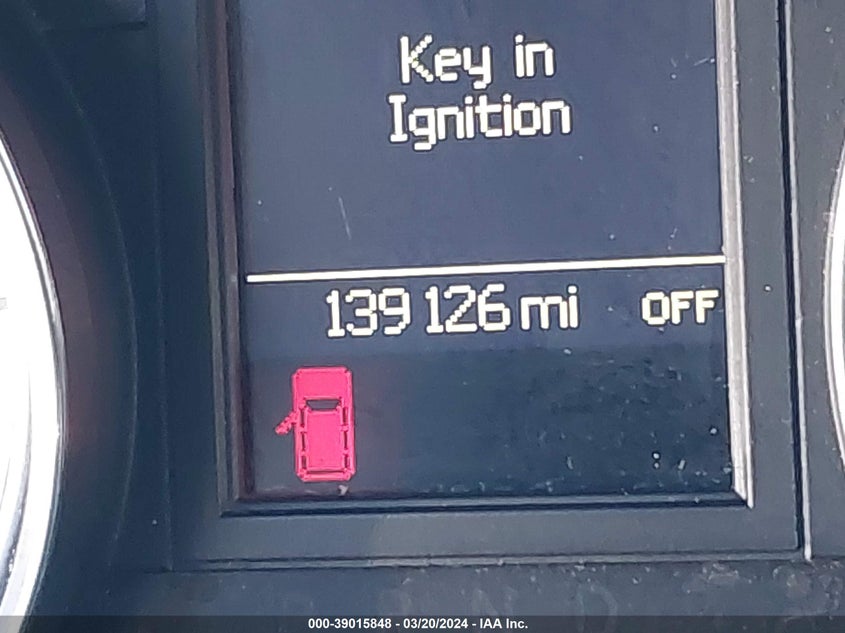 Key in
Ignition
139 126 mi OFF
000-39015848 - 03/20/2024 - IAA Inc.